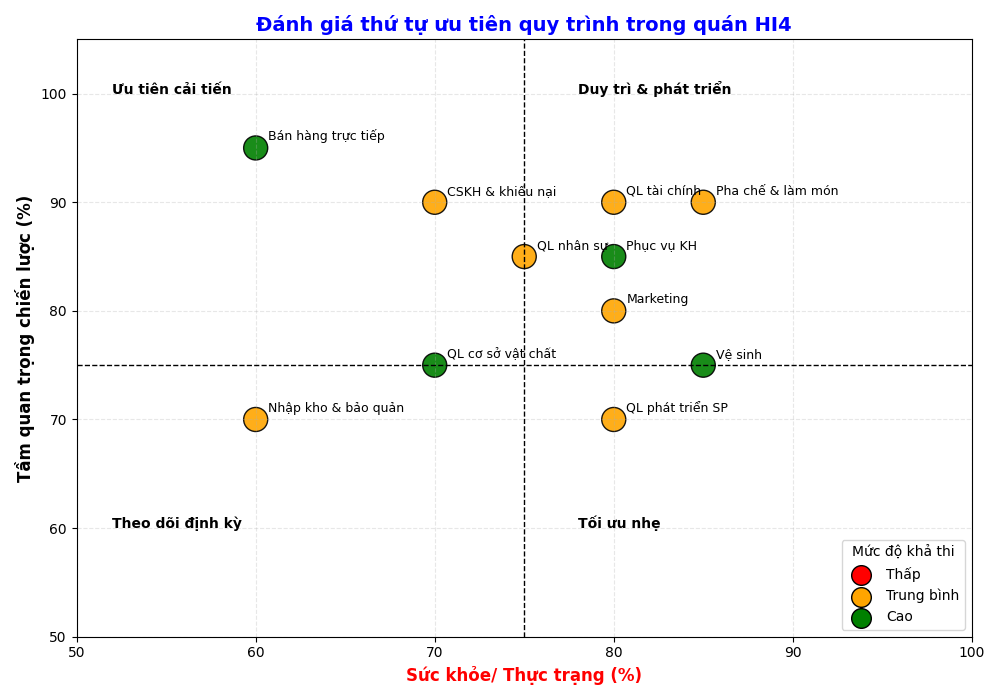 Đánh giá thứ tự ưu tiên quy trình trong quán HI4
Tầm quan trọng chiến lược (%)
100
90
80
70
60
50
Ưu tiên cải tiến
Duy trì & phát triển
Bán hàng trực tiếp
CSKH & khiếu nại
QL tài chính
Pha chế & làm món
QL nhân sự
Phục vụ KH
Marketing
QL cơ sở vật chất
Vệ sinh
Nhập kho & bảo quản
QL phát triển SP
Theo dõi định kỳ
Tối ưu nhẹ
Mức độ khả thi
Thấp
Trung bình
Cao
50
60
70
80
90
100
Sức khỏe/ Thực trạng (%)